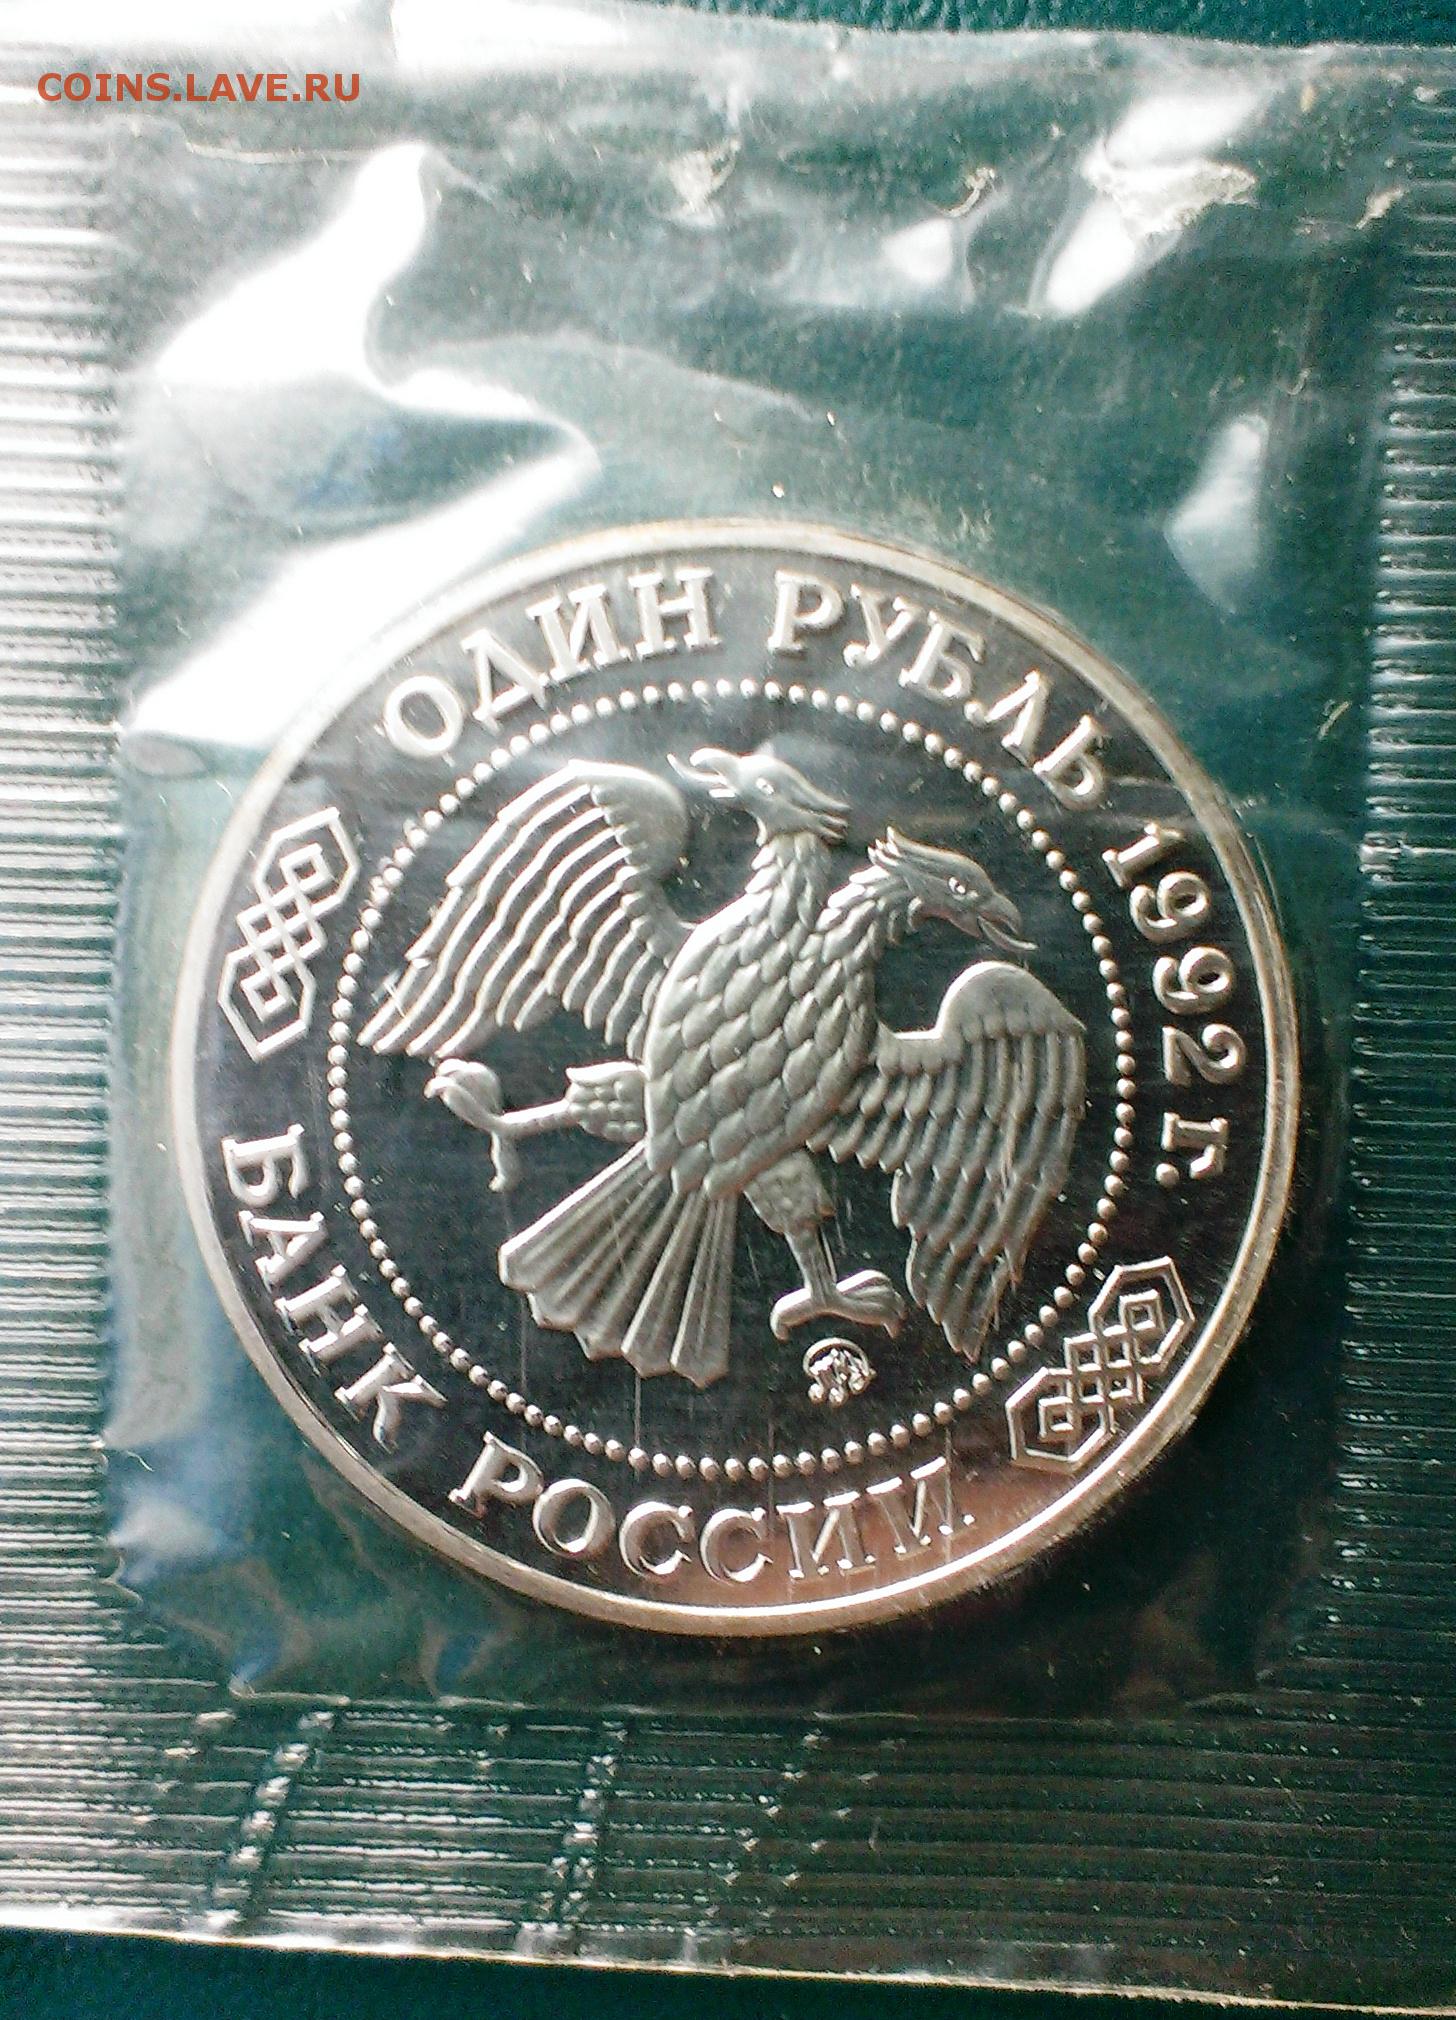 COINS.LAVE.RU
ОДИН РУБЛЬ 1992 г.
БАНК РОССИИ